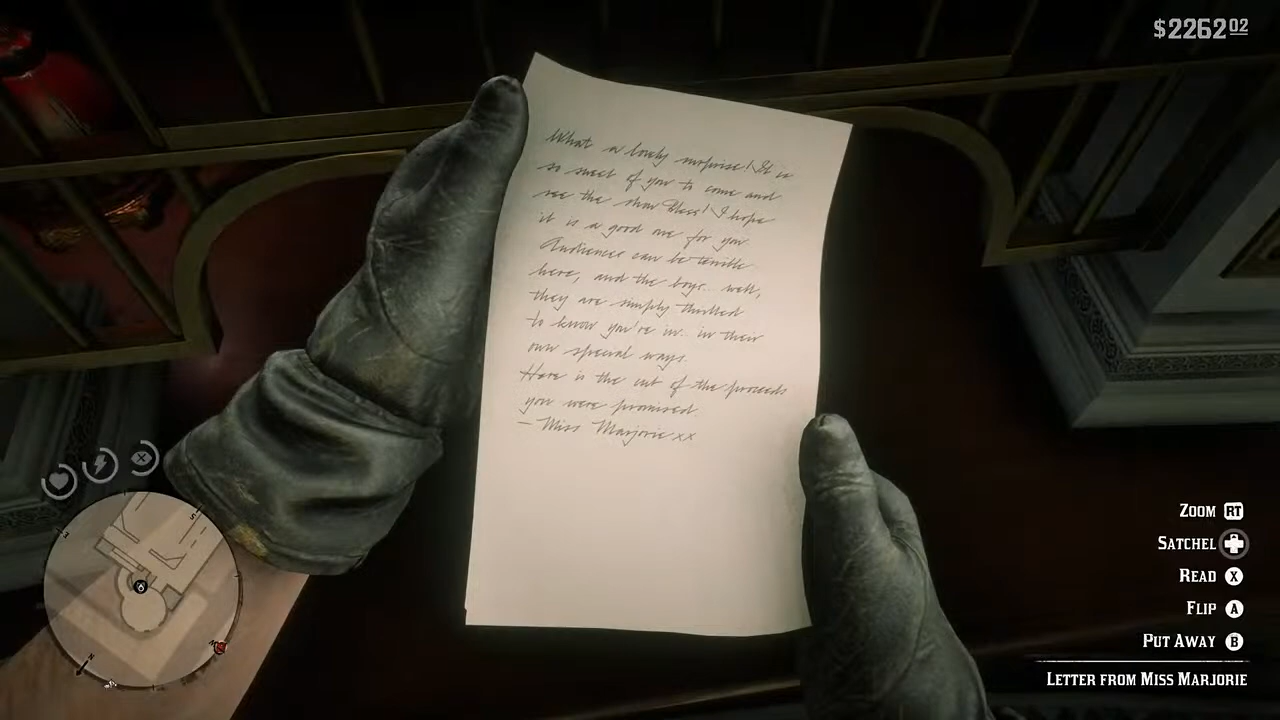 $2262.02
What a lovely surprise! It is
so sweet of you to come and
see the show Bless! I hope
it is a good one for you
Audiences can be terrible
here, and the boys.. well,
they are simply thrilled
to know you're in.. in their
own special ways.
Here is the cut of the proceeds
you were promised
- Miss Marjorie xx
ZOOM RT
SATCHEL
READ X
FLIP A
PUT AWAY B
LETTER FROM MISS MARJORIE